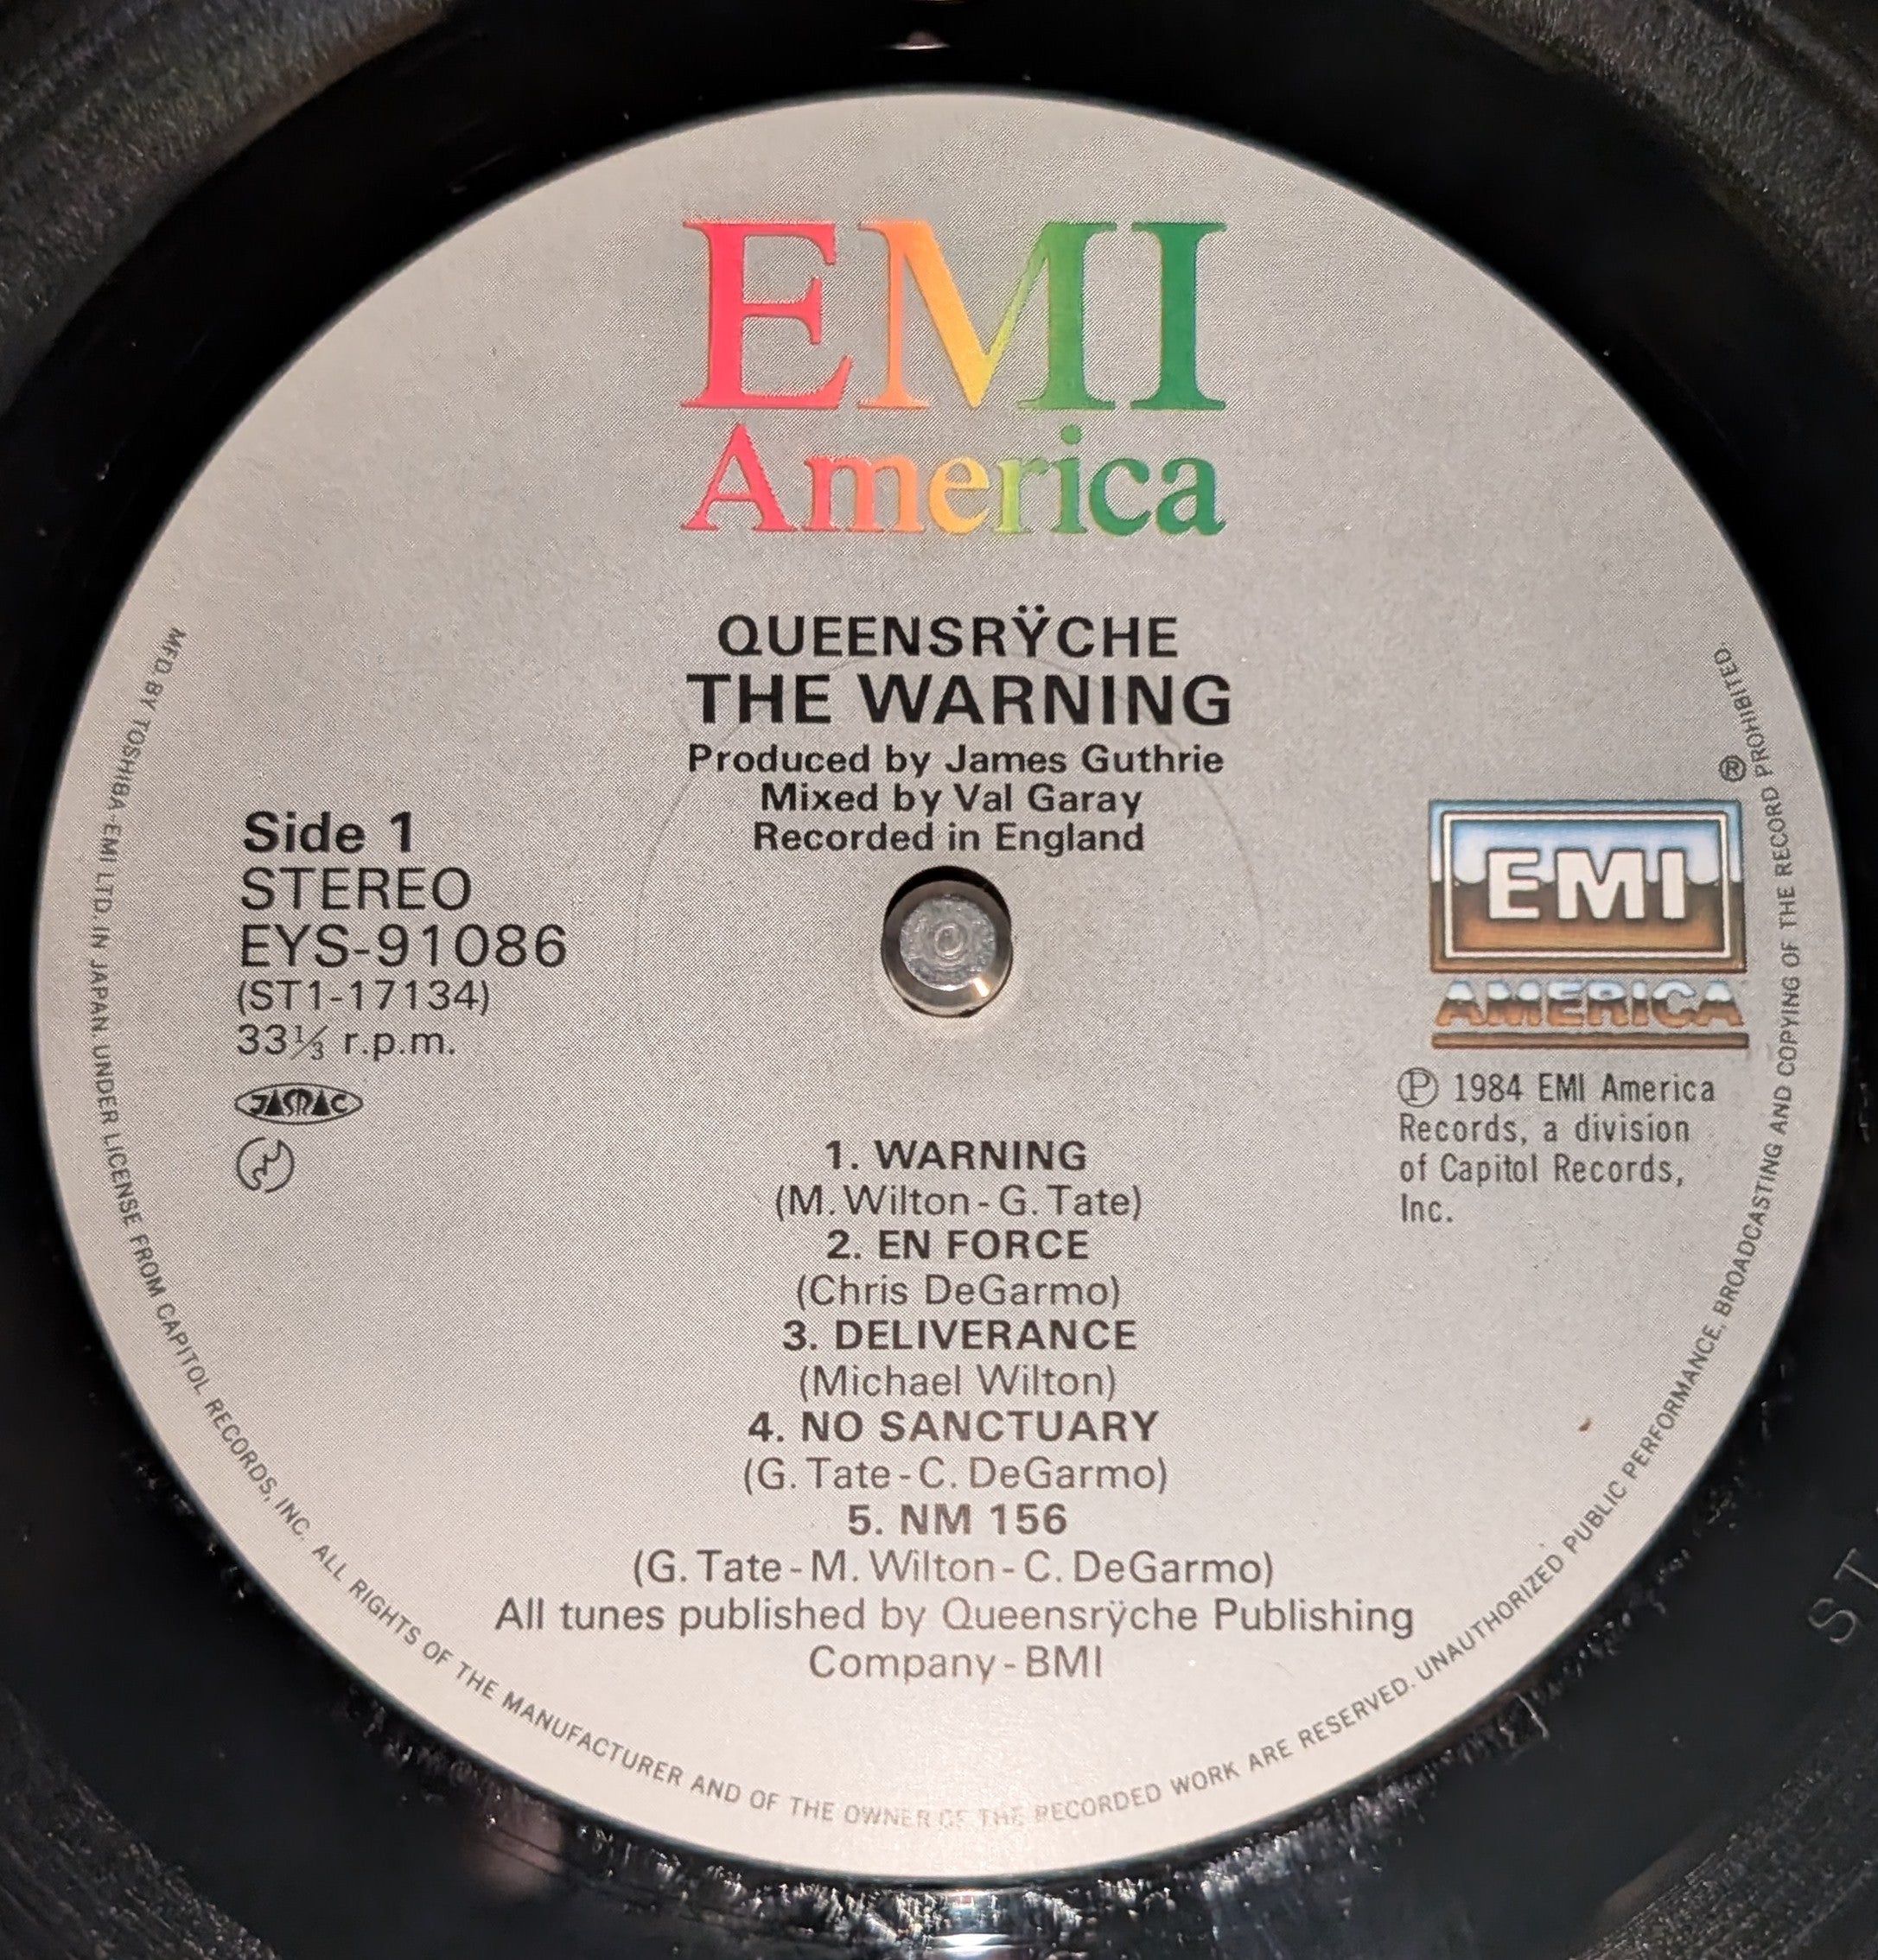 EMI
America
QUEENSRŸCHE
THE WARNING
Produced by James Guthrie
Mixed by Val Garay
Recorded in England
Side 1
STEREO
EYS-91086
(ST1-17134)
33⅓ r.p.m.
JASRAC
®
EMI
AMERICA
Ⓟ 1984 EMI America
Records, a division
of Capitol Records,
Inc.
1. WARNING
(M. Wilton - G. Tate)
2. EN FORCE
(Chris DeGarmo)
3. DELIVERANCE
(Michael Wilton)
4. NO SANCTUARY
(G. Tate - C. DeGarmo)
5. NM 156
(G. Tate - M. Wilton - C. DeGarmo)
All tunes published by Queensrÿche Publishing
Company - BMI
MFD. BY TOSHIBA-EMI LTD. IN JAPAN. UNDER LICENSE FROM CAPITOL RECORDS, INC. ALL RIGHTS OF THE MANUFACTURER AND OF THE OWNER OF THE RECORDED WORK ARE RESERVED. UNAUTHORIZED PUBLIC PERFORMANCE, BROADCASTING AND COPYING OF THE RECORD PROHIBITED.
ST